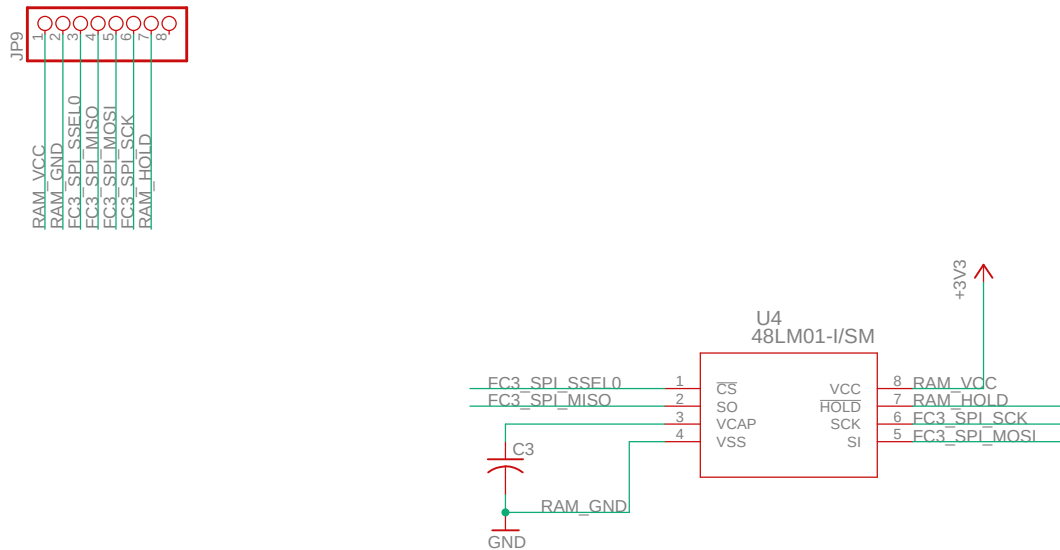 JP9
1
2
3
4
5
6
7
8
RAM_VCC
RAM_GND
FC3_SPI_SSEL0
FC3_SPI_MISO
FC3_SPI_MOSI
FC3_SPI_SCK
RAM_HOLD
+3V3
U4
48LM01-I/SM
FC3_SPI_SSEL0 1 CS VCC 8 RAM_VCC
FC3_SPI_MISO 2 SO HOLD 7 RAM_HOLD
3 VCAP SCK 6 FC3_SPI_SCK
4 VSS SI 5 FC3_SPI_MOSI
C3
RAM_GND
GND